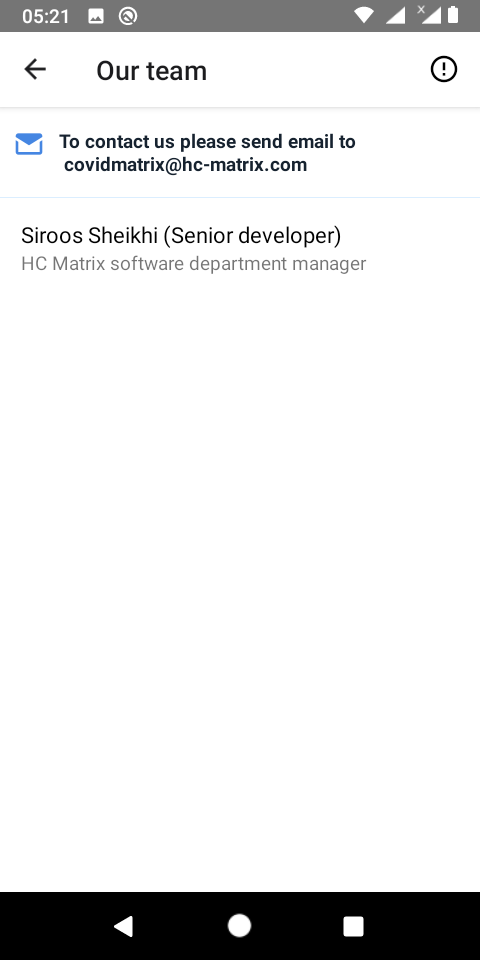 05:21
Our team
To contact us please send email to
covidmatrix@hc-matrix.com
Siroos Sheikhi (Senior developer)
HC Matrix software department manager